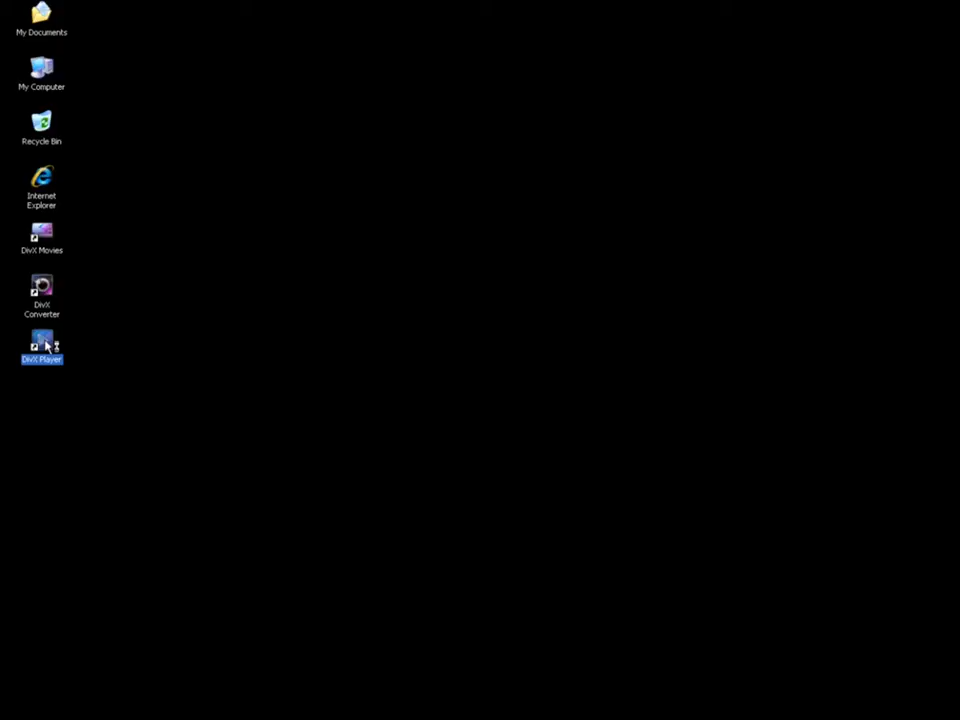 My Documents
My Computer
Recycle Bin
Internet
Explorer
DivX Movies
DivX
Converter
DivX Player